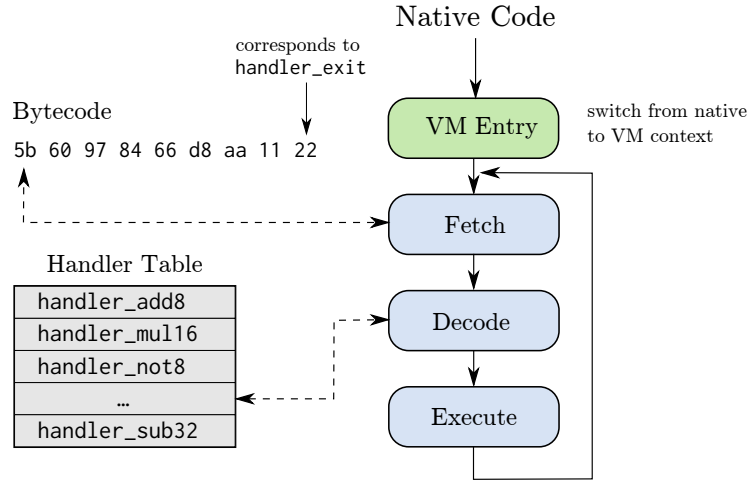 Native Code
corresponds to
handler_exit
Bytecode
5b 60 97 84 66 d8 aa 11 22
VM Entry
switch from native
to VM context
Fetch
Handler Table
handler_add8
handler_mul16
handler_not8
…
handler_sub32
Decode
Execute